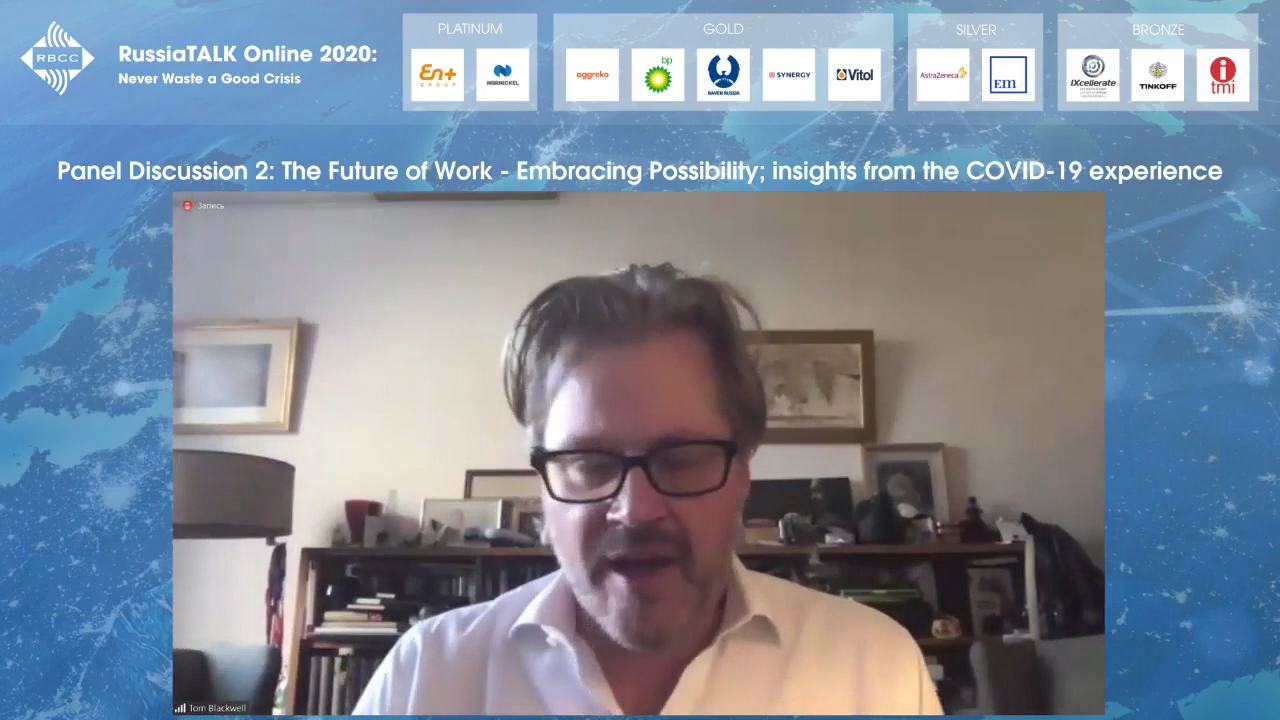 RBCC
RussiaTALK Online 2020:
Never Waste a Good Crisis
PLATINUM
GOLD
SILVER
BRONZE
En+
GROUP
NORNICKEL
aggreko
bp
RAVEN RUSSIA
SYNERGY
Vitol
AstraZeneca
EM
IXcellerate
TINKOFF
tmi
Panel Discussion 2: The Future of Work - Embracing Possibility; insights from the COVID-19 experience
Запись
Tom Blackwell